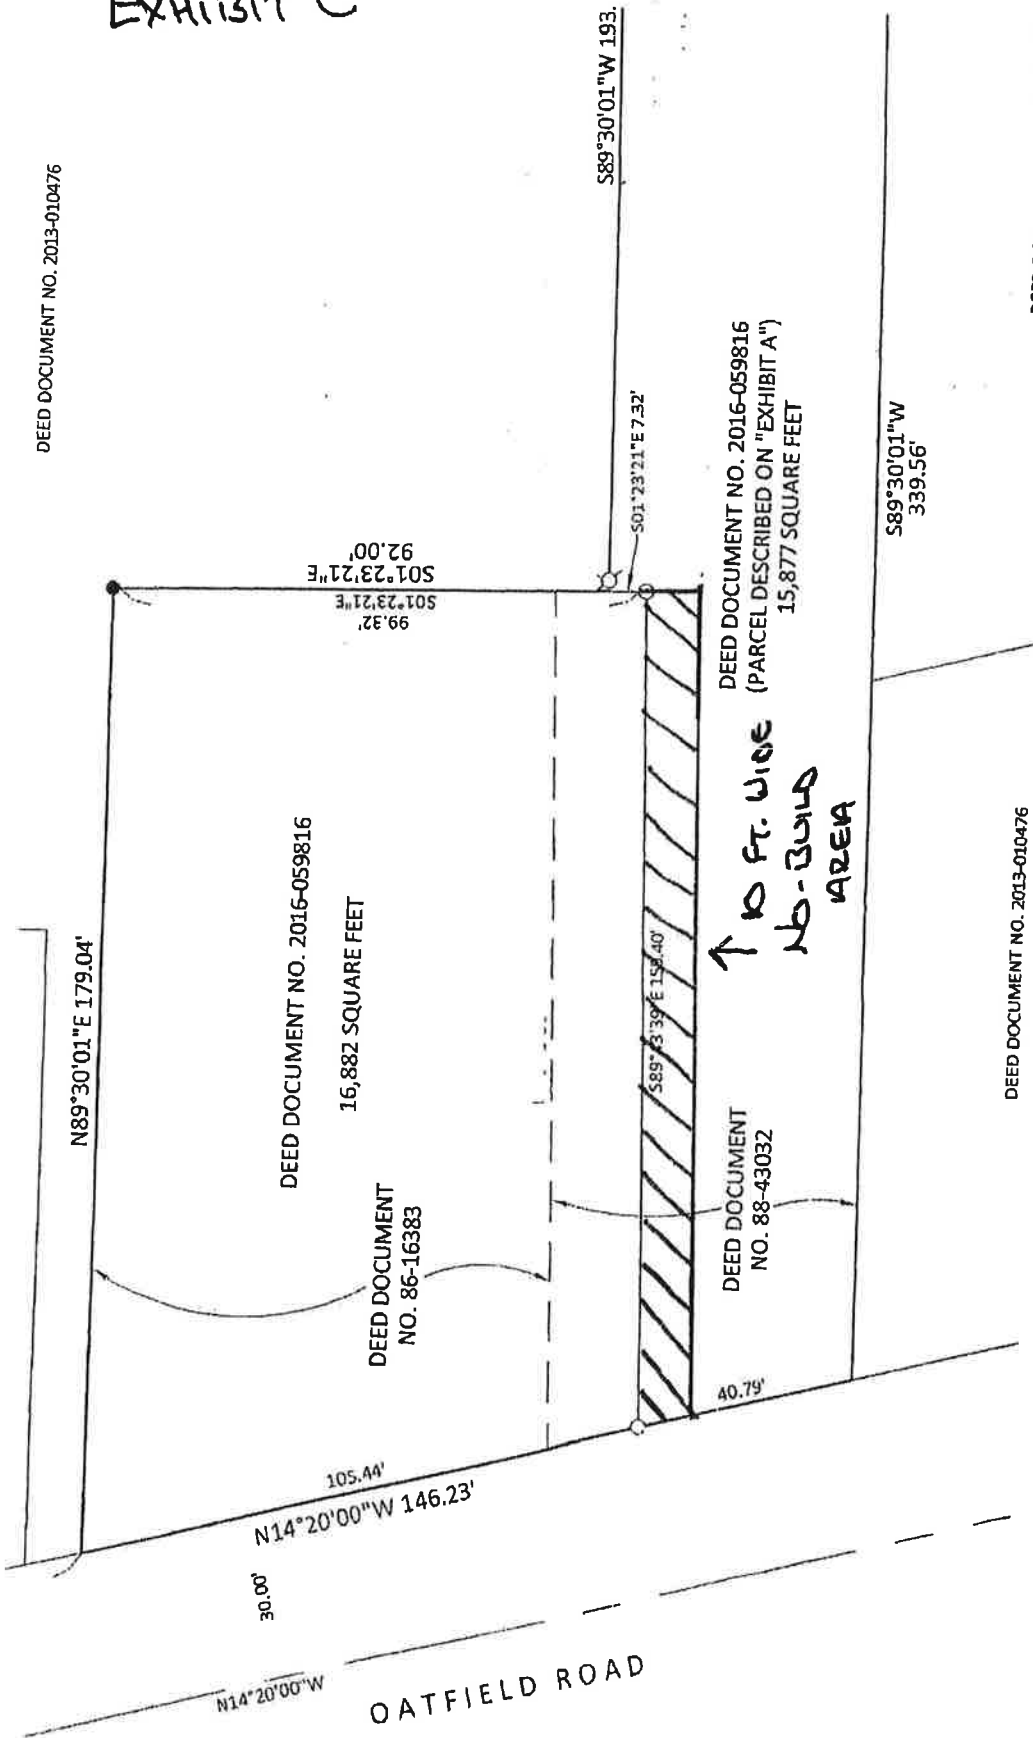 EXHIBIT C
DEED DOCUMENT NO. 2013-010476
S89°30'01"W 193.
N89°30'01"E 179.04'
S01°23'21"E
92.00'
S01°23'21"E
99.32'
S01°23'21"E 7.32'
DEED DOCUMENT NO. 2016-059816
16,882 SQUARE FEET
DEED DOCUMENT
NO. 86-16383
DEED DOCUMENT NO. 2016-059816
(PARCEL DESCRIBED ON "EXHIBIT A")
15,877 SQUARE FEET
S89°30'01"W
339.56'
10 FT. WIDE
NO-BUILD
AREA
DEED DOCUMENT
NO. 88-43032
40.79'
105.44'
N14°20'00"W 146.23'
30.00'
N14°20'00"W
OATFIELD ROAD
DEED DOCUMENT NO. 2013-010476